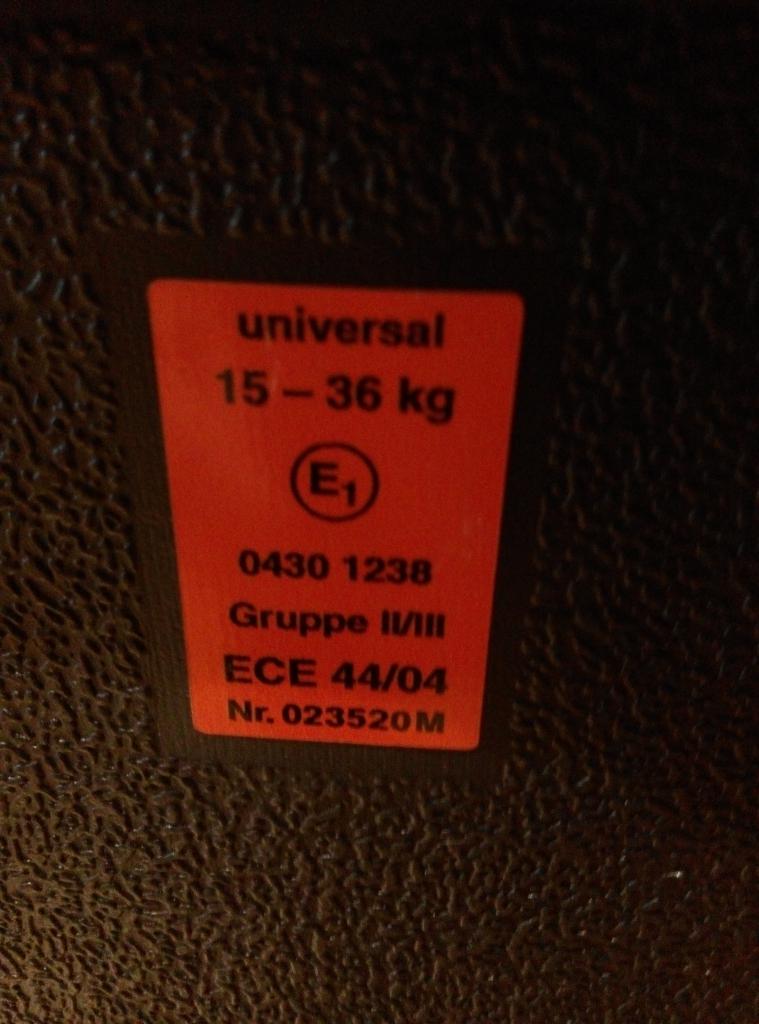 universal
15 – 36 kg
E1
0430 1238
Gruppe II/III
ECE 44/04
Nr. 023520M